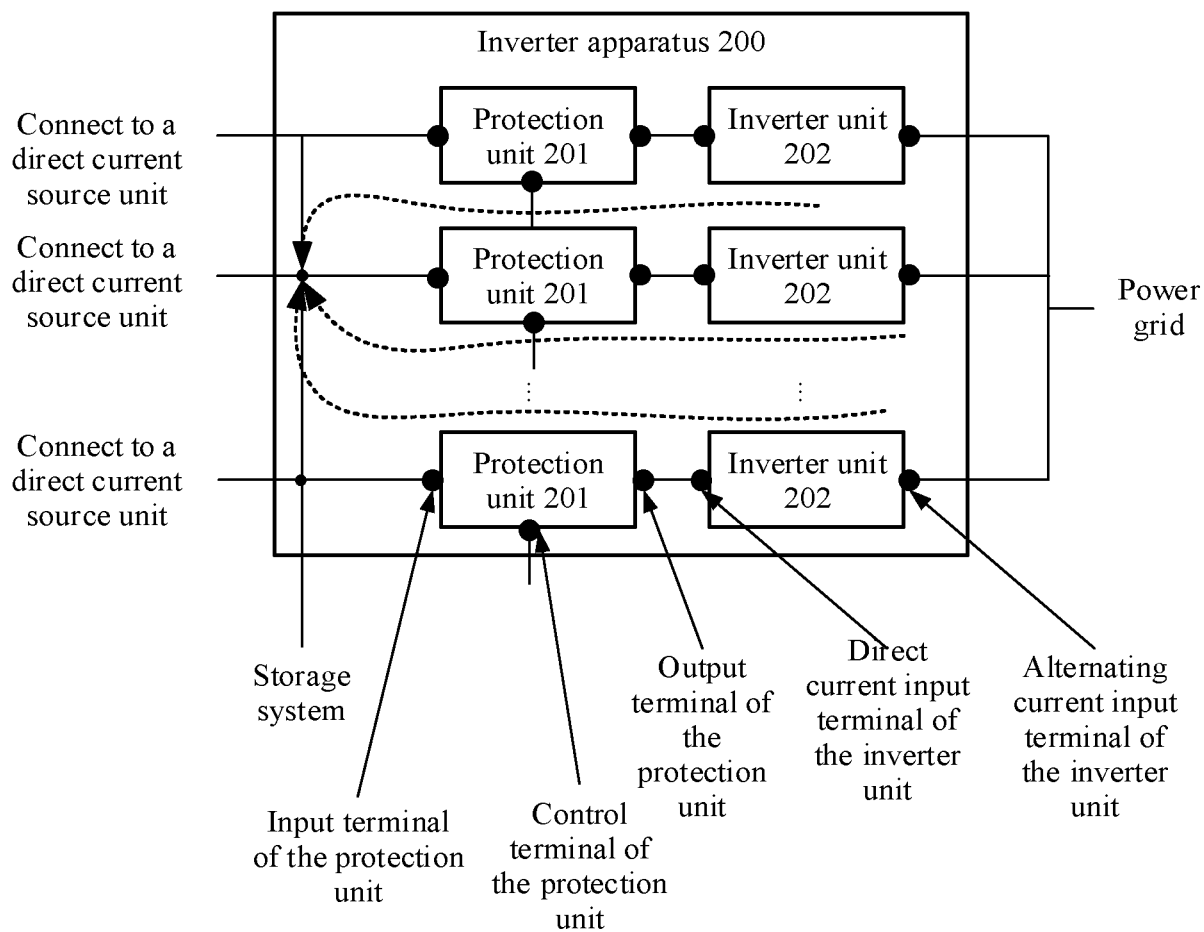 Inverter apparatus 200
Connect to a
direct current
source unit
Protection
unit 201
Inverter unit
202
Connect to a
direct current
source unit
Protection
unit 201
Inverter unit
202
Power
grid
⋮
⋮
Connect to a
direct current
source unit
Protection
unit 201
Inverter unit
202
Storage
system
Input terminal
of the protection
unit
Control
terminal of
the protection
unit
Output
terminal of
the
protection
unit
Direct
current input
terminal of
the inverter
unit
Alternating
current input
terminal of
the inverter
unit